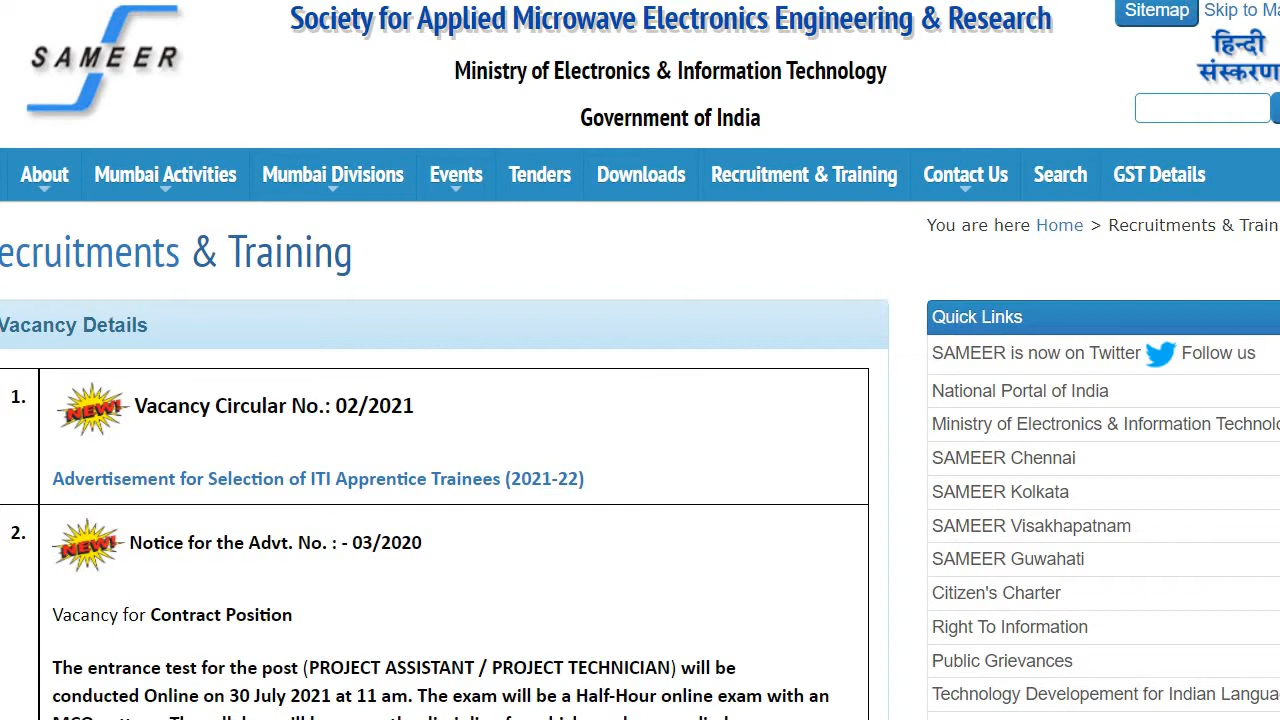 SAMEER
Society for Applied Microwave Electronics Engineering & Research
Ministry of Electronics & Information Technology
Government of India
Sitemap Skip to Ma
हिन्दी
संस्करण
About Mumbai Activities Mumbai Divisions Events Tenders Downloads Recruitment & Training Contact Us Search GST Details
ecruitments & Training
You are here Home > Recruitments & Train
Vacancy Details
1. NEW! Vacancy Circular No.: 02/2021
Advertisement for Selection of ITI Apprentice Trainees (2021-22)
2. NEW! Notice for the Advt. No. : - 03/2020
Vacancy for Contract Position
The entrance test for the post (PROJECT ASSISTANT / PROJECT TECHNICIAN) will be
conducted Online on 30 July 2021 at 11 am. The exam will be a Half-Hour online exam with an
Quick Links
SAMEER is now on Twitter Follow us
National Portal of India
Ministry of Electronics & Information Technolo
SAMEER Chennai
SAMEER Kolkata
SAMEER Visakhapatnam
SAMEER Guwahati
Citizen's Charter
Right To Information
Public Grievances
Technology Developement for Indian Langua